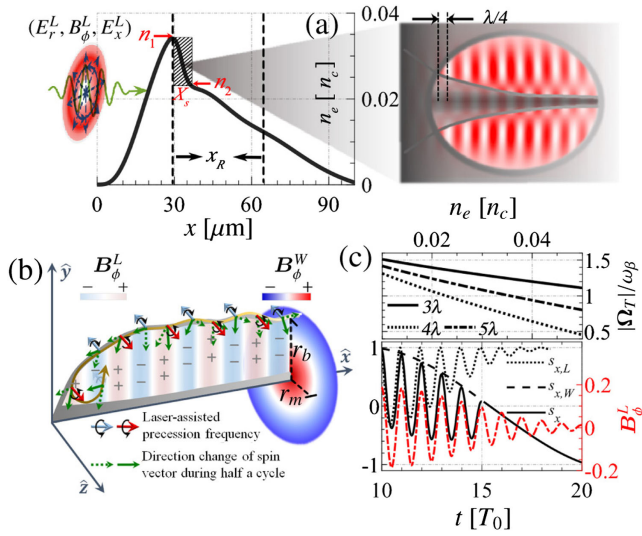 (E_r^L, B_ϕ^L, E_x^L)
(a)
n_1
n_2
X_s
x_R
0.04
0.02
0
n_e [n_c]
0 30 60 90
x [μm]
λ/4
(b)
ŷ
B_ϕ^L
− +
B_ϕ^W
− +
x̂
r_b
r_m
ẑ
Laser-assisted
precession frequency
Direction change of spin
vector during half a cycle
(c)
n_e [n_c]
0.02 0.04
1.5
1
0.5
|Ω_T|/ω_β
3λ
4λ 5λ
1
0
-1
s_{x,L}
s_{x,W}
s_x
0.2
0
-0.2
B_ϕ^L
10 15 20
t [T_0]